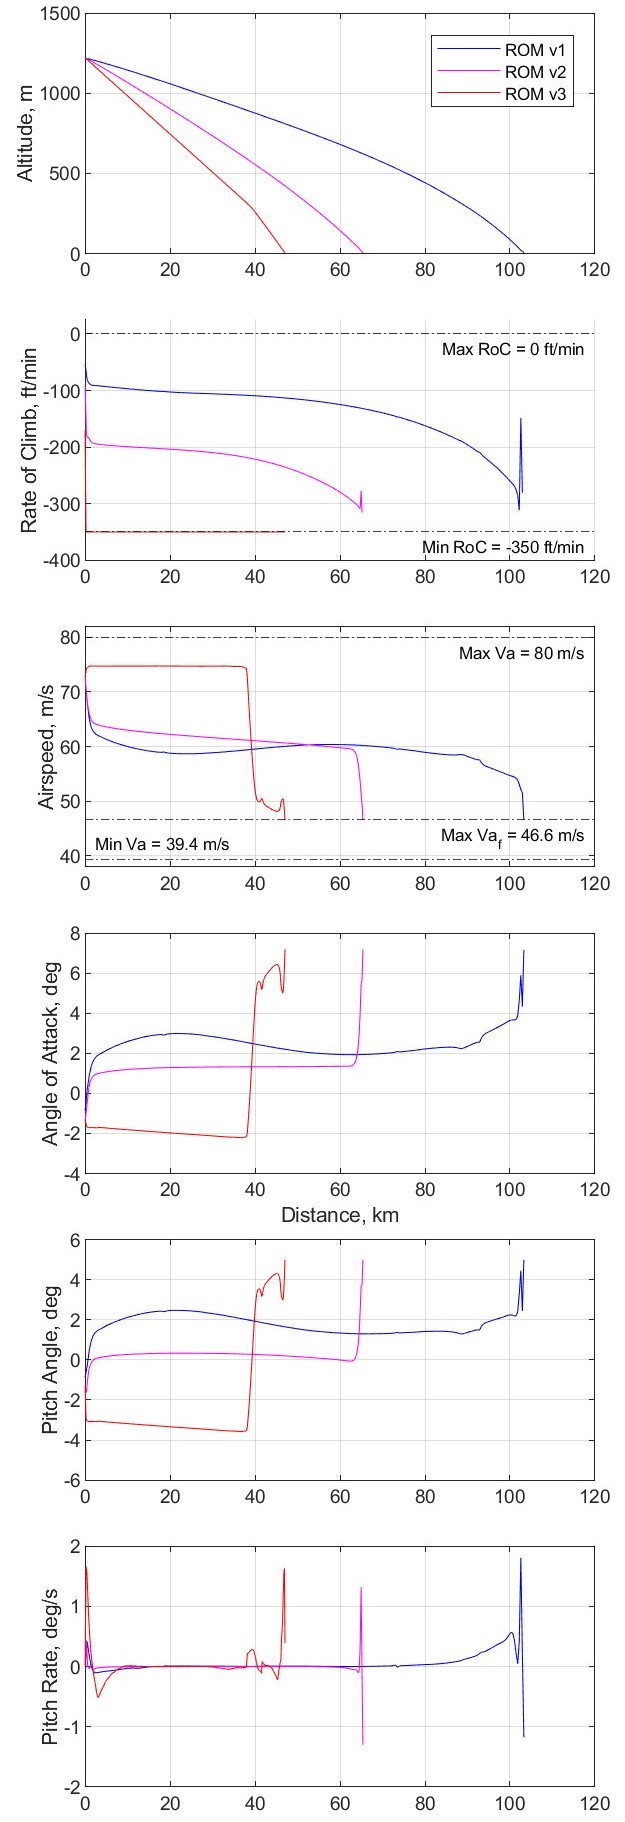 1500
1000
500
0
Altitude, m
ROM v1
ROM v2
ROM v3
0 20 40 60 80 100 120
0
-100
-200
-300
-400
Rate of Climb, ft/min
Max RoC = 0 ft/min
Min RoC = -350 ft/min
0 20 40 60 80 100 120
80
70
60
50
40
Airspeed, m/s
Max Va = 80 m/s
Min Va = 39.4 m/s
Max Va_f = 46.6 m/s
0 20 40 60 80 100 120
8
6
4
2
0
-2
-4
Angle of Attack, deg
0 20 40 60 80 100 120
Distance, km
6
4
2
0
-2
-4
-6
Pitch Angle, deg
0 20 40 60 80 100 120
2
1
0
-1
-2
Pitch Rate, deg/s
0 20 40 60 80 100 120